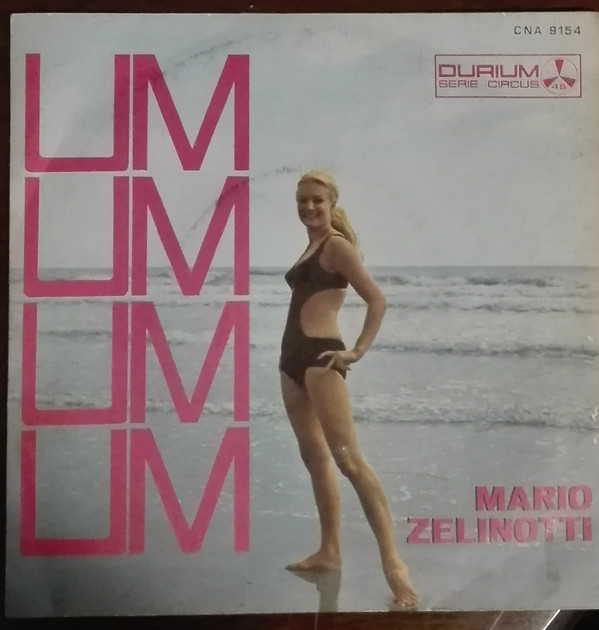 CNA 9154
DURIUM
SERIE CIRCUS 45
UM
UM
UM
UM
MARIO
ZELINOTTI